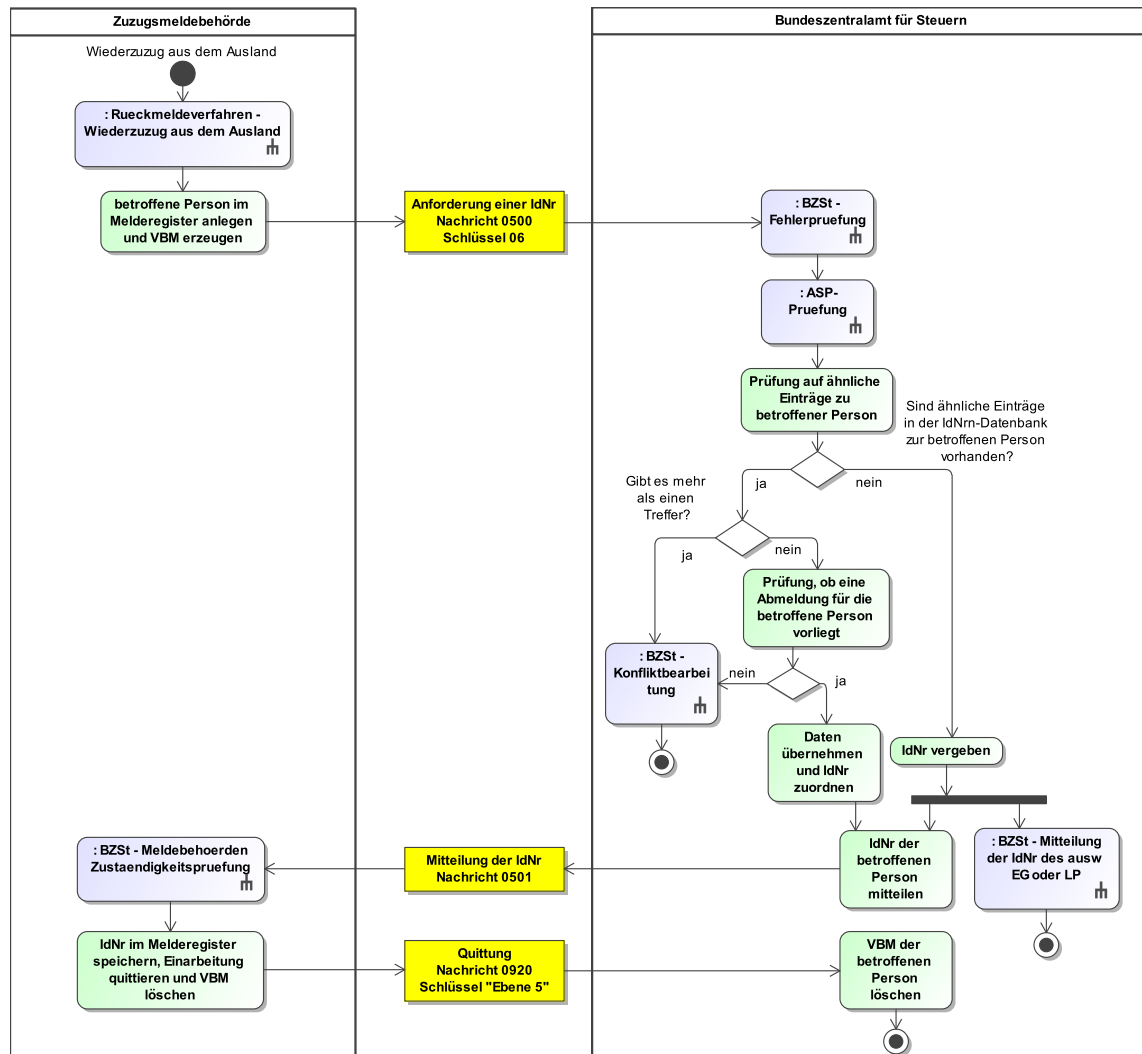 Zuzugsmeldebehörde
Bundeszentralamt für Steuern
Wiederzuzug aus dem Ausland
: Rueckmeldeverfahren -
Wiederzuzug aus dem Ausland
betroffene Person im
Melderegister anlegen
und VBM erzeugen
Anforderung einer IdNr
Nachricht 0500
Schlüssel 06
: BZSt -
Fehlerpruefung
: ASP-
Pruefung
Prüfung auf ähnliche
Einträge zu
betroffener Person
Sind ähnliche Einträge
in der IdNrn-Datenbank
zur betroffenen Person
vorhanden?
ja
nein
Gibt es mehr
als einen
Treffer?
ja
nein
Prüfung, ob eine
Abmeldung für die
betroffene Person
vorliegt
: BZSt -
Konfliktbearbei
tung
nein
ja
Daten
übernehmen
und IdNr
zuordnen
IdNr vergeben
: BZSt - Meldebehoerden
Zustaendigkeitspruefung
Mitteilung der IdNr
Nachricht 0501
IdNr der
betroffenen
Person
mitteilen
: BZSt - Mitteilung
der IdNr des ausw
EG oder LP
IdNr im Melderegister
speichern, Einarbeitung
quittieren und VBM
löschen
Quittung
Nachricht 0920
Schlüssel "Ebene 5"
VBM der
betroffenen
Person
löschen